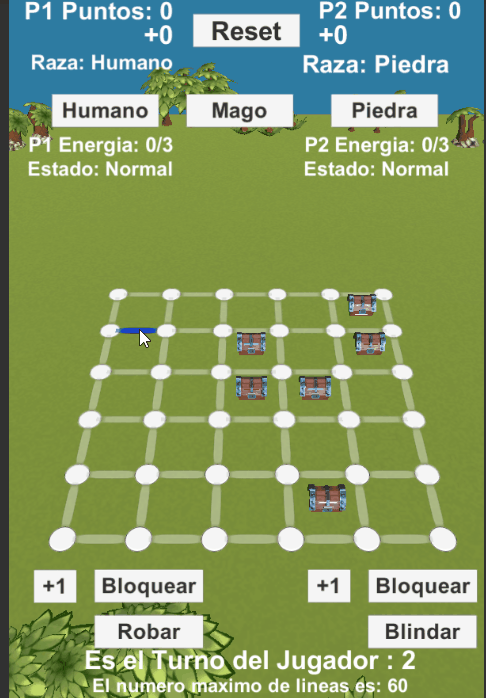 P1 Puntos: 0
+0
Reset
P2 Puntos: 0
+0
Raza: Humano
Raza: Piedra
Humano
Mago
Piedra
P1 Energia: 0/3
Estado: Normal
P2 Energia: 0/3
Estado: Normal
+1
Bloquear
+1
Bloquear
Robar
Blindar
Es el Turno del Jugador : 2
El numero maximo de lineas es: 60